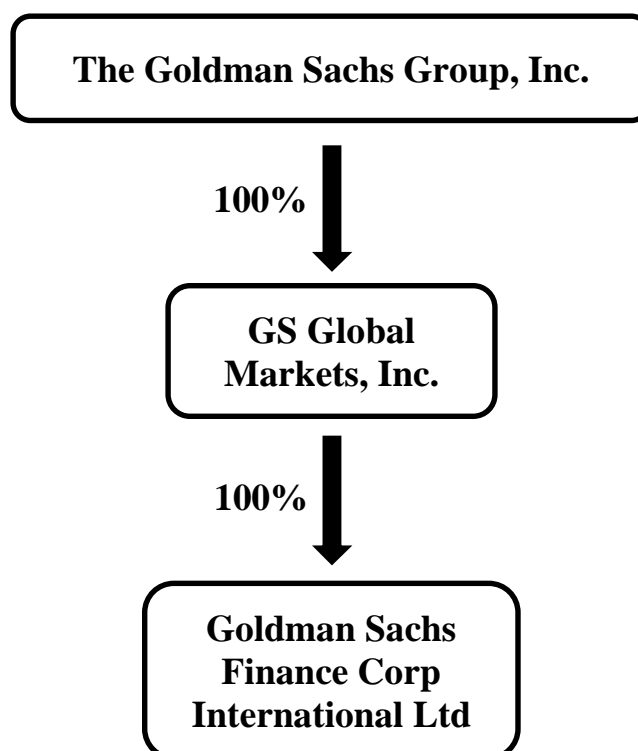 The Goldman Sachs Group, Inc.
100%
GS Global
Markets, Inc.
100%
Goldman Sachs
Finance Corp
International Ltd